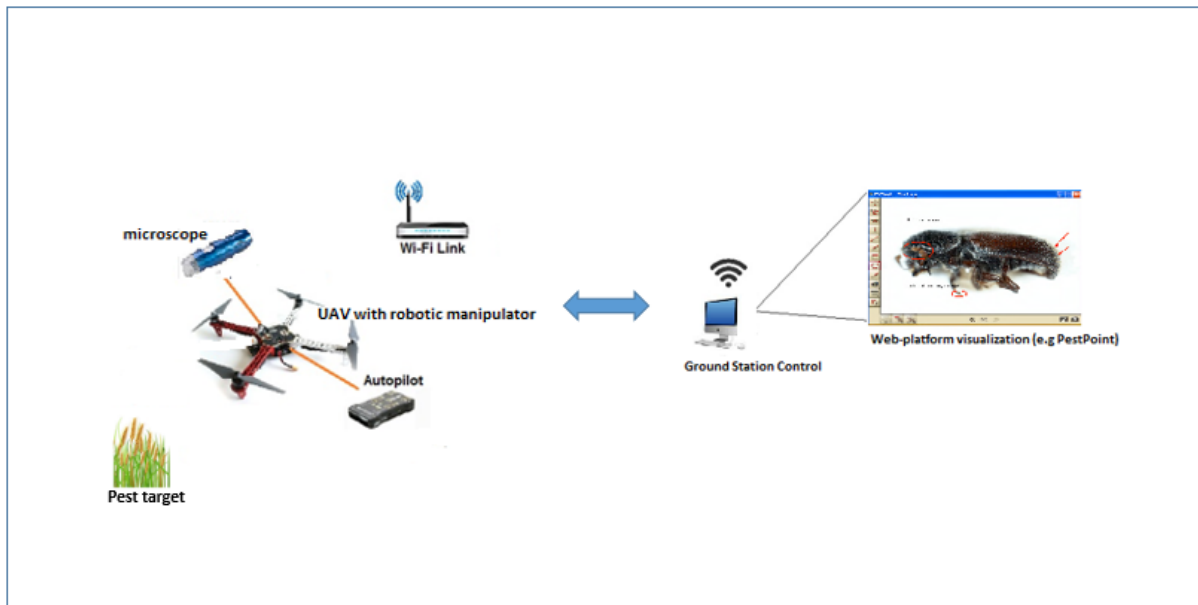 microscope
Wi-Fi Link
UAV with robotic manipulator
Autopilot
Pest target
Ground Station Control
Web-platform visualization (e.g PestPoint)